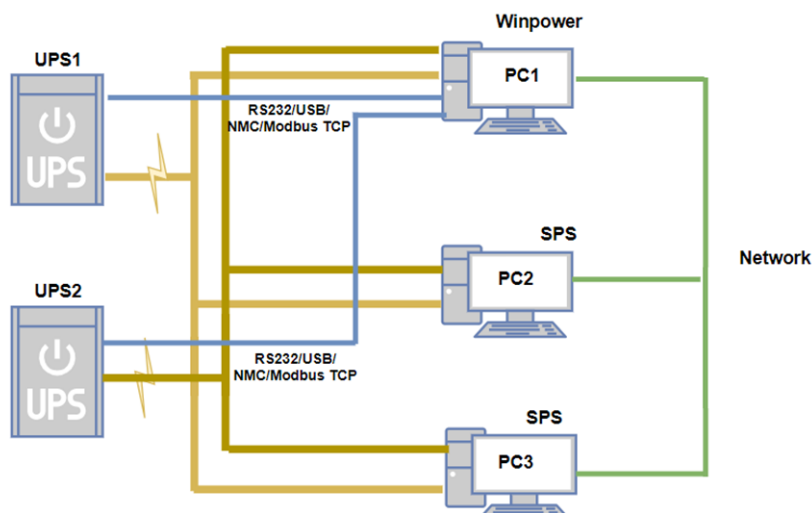 Winpower
UPS1
PC1
RS232/USB/
NMC/Modbus TCP
UPS
SPS
PC2
Network
UPS2
RS232/USB/
NMC/Modbus TCP
UPS
SPS
PC3